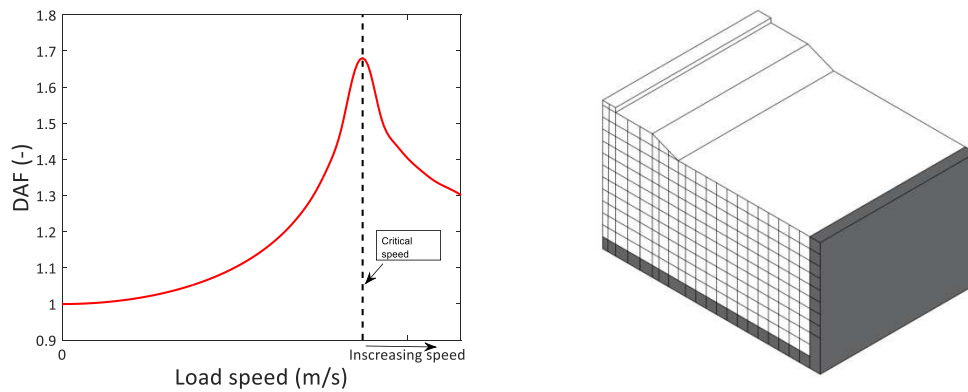 1.8
1.7
1.6
1.5
1.4
1.3
1.2
1.1
1
0.9
DAF (-)
Critical
speed
0
Inscreasing speed
Load speed (m/s)